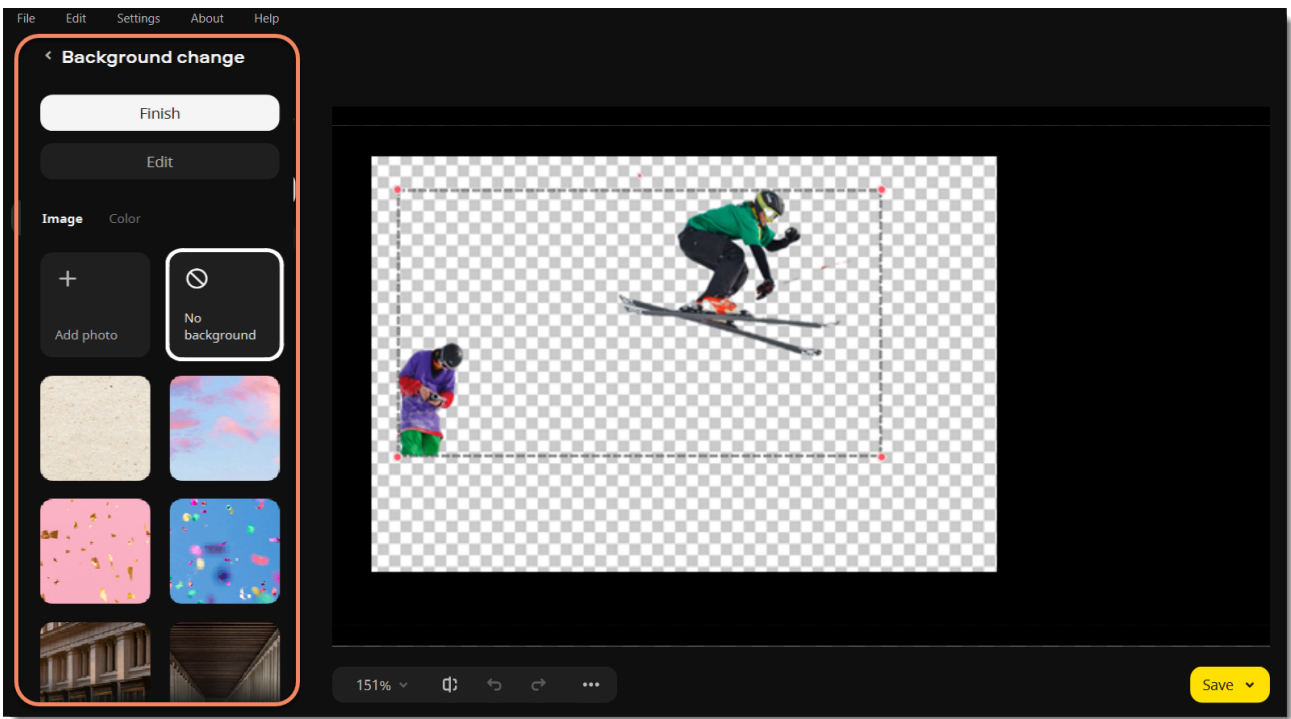 File Edit Settings About Help
Background change
Finish
Edit
Image Color
Add photo
No
background
151%
Save